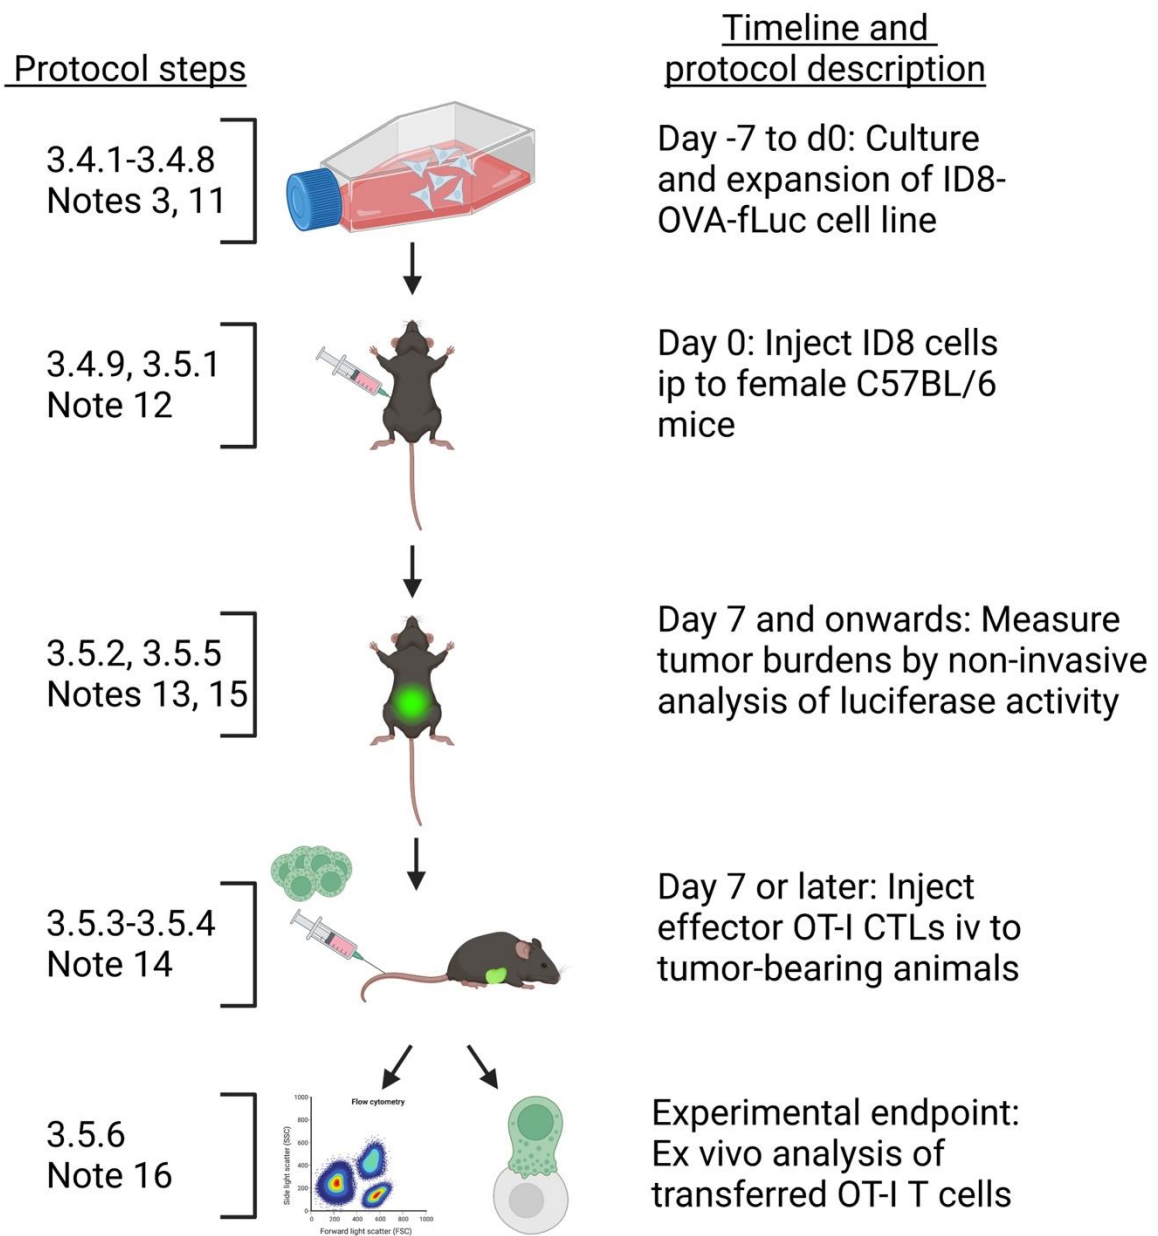 Protocol steps
Timeline and
protocol description
3.4.1-3.4.8
Notes 3, 11
Day -7 to d0: Culture
and expansion of ID8-
OVA-fLuc cell line
3.4.9, 3.5.1
Note 12
Day 0: Inject ID8 cells
ip to female C57BL/6
mice
3.5.2, 3.5.5
Notes 13, 15
Day 7 and onwards: Measure
tumor burdens by non-invasive
analysis of luciferase activity
3.5.3-3.5.4
Note 14
Day 7 or later: Inject
effector OT-I CTLs iv to
tumor-bearing animals
3.5.6
Note 16
Flow cytometry
Side light scatter (SSC)
1000
800
600
400
200
0
0 200 400 600 800 1000
Forward light scatter (FSC)
Experimental endpoint:
Ex vivo analysis of
transferred OT-I T cells